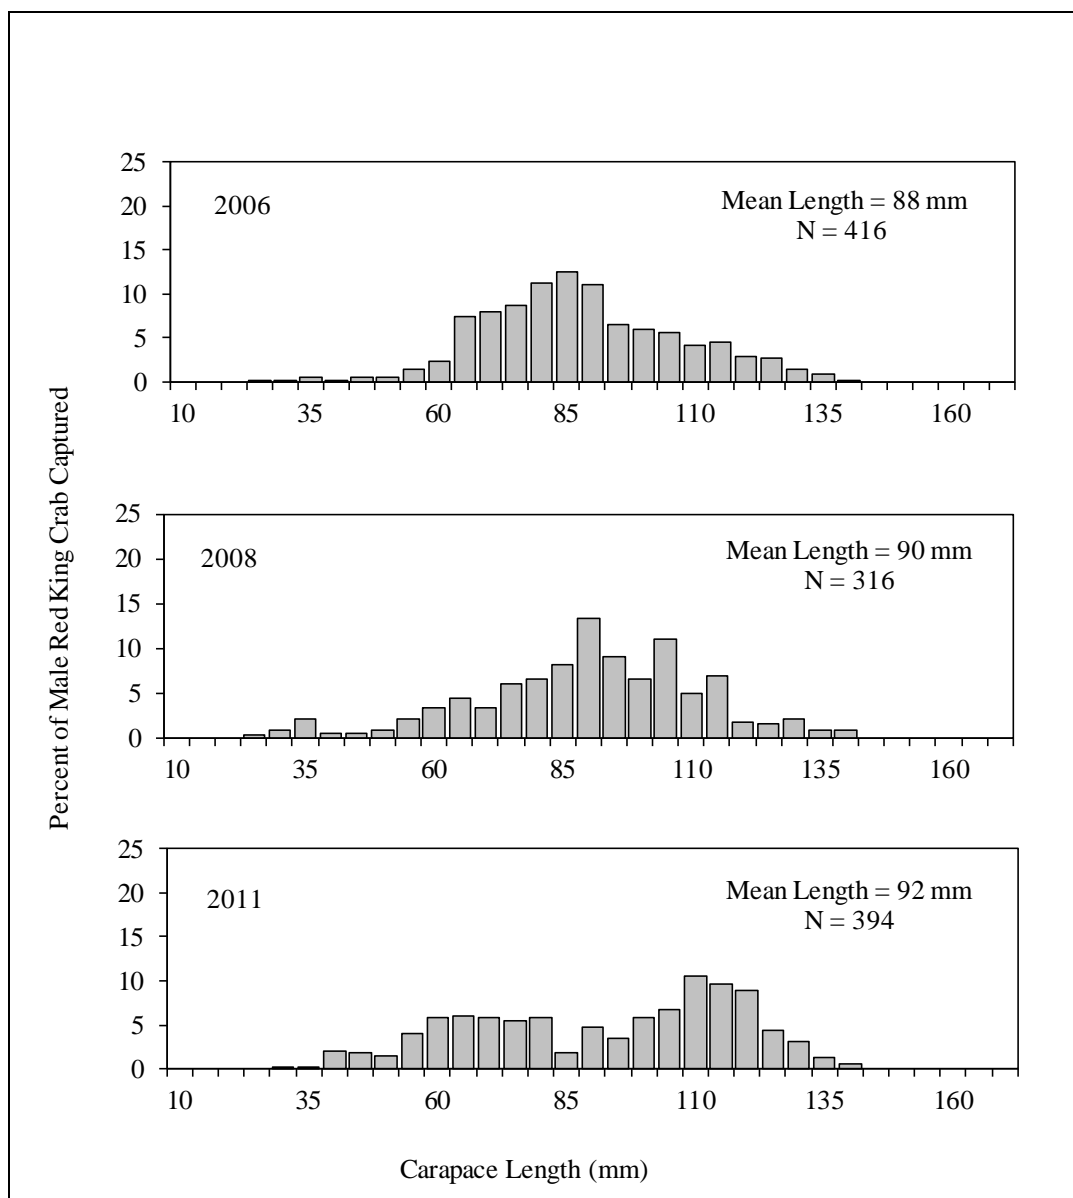 Percent of Male Red King Crab Captured
25
20
15
10
5
0
2006
Mean Length = 88 mm
N = 416
10 35 60 85 110 135 160
25
20
15
10
5
0
2008
Mean Length = 90 mm
N = 316
10 35 60 85 110 135 160
25
20
15
10
5
0
2011
Mean Length = 92 mm
N = 394
10 35 60 85 110 135 160
Carapace Length (mm)